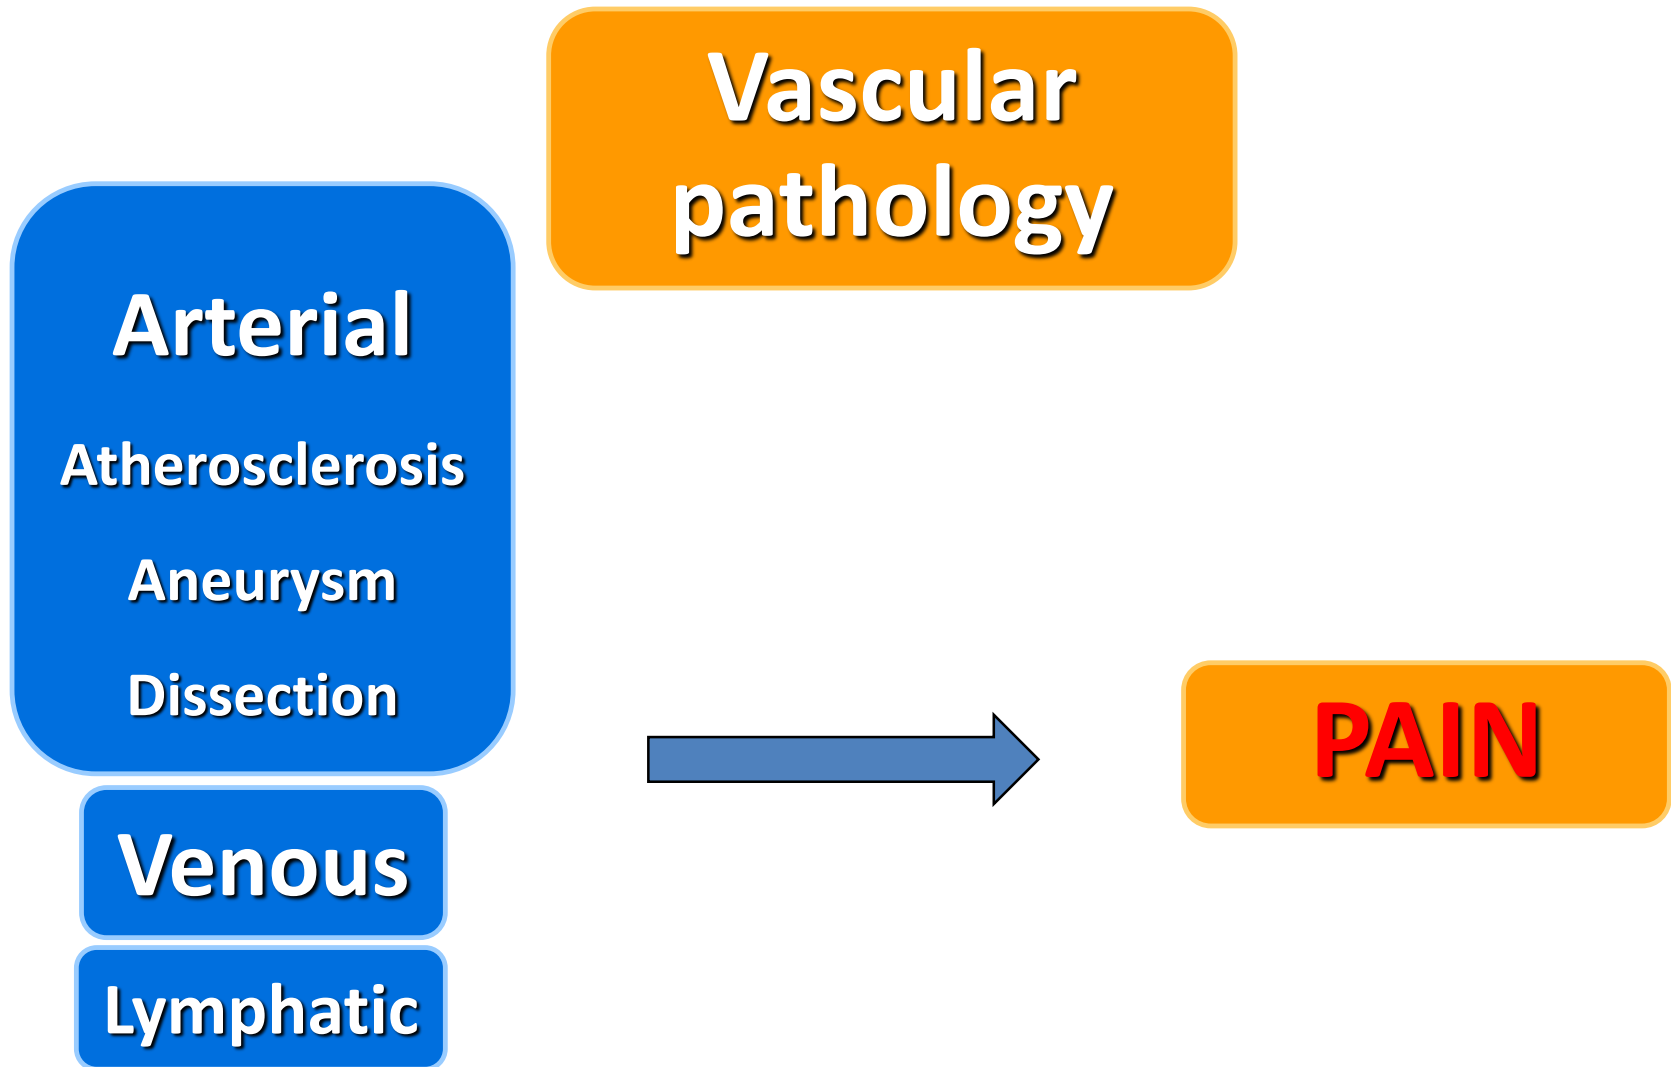 Vascular
pathology
Arterial
Atherosclerosis
Aneurysm
Dissection
Venous
Lymphatic
PAIN